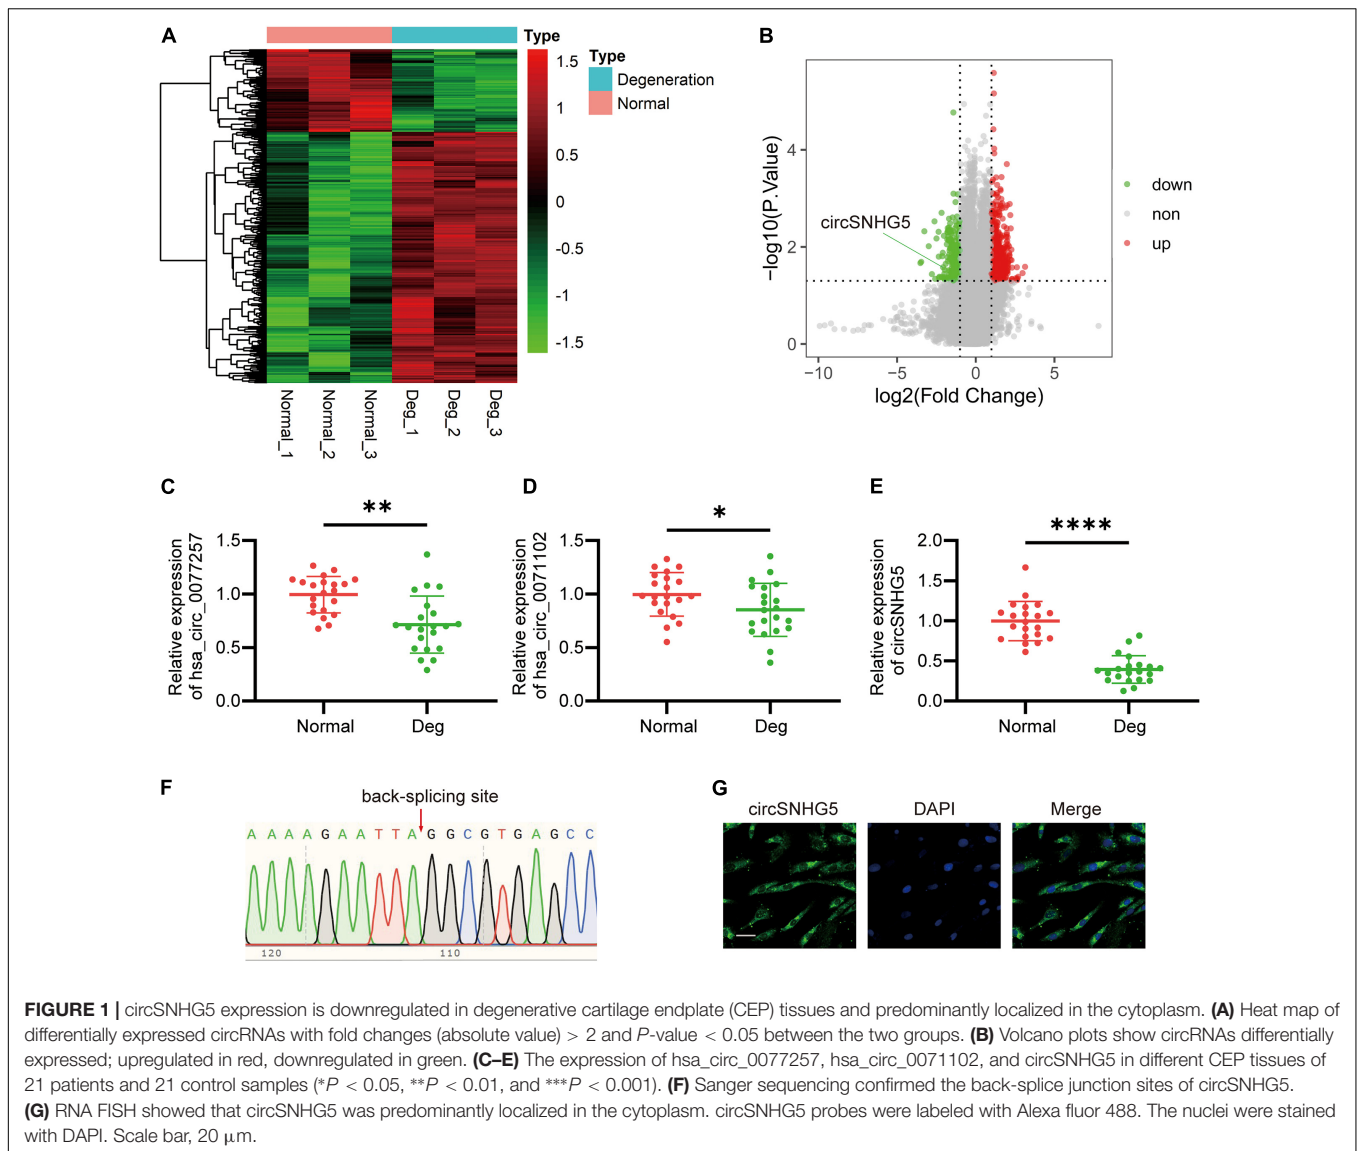 A
Type
1.5
1
0.5
0
-0.5
-1
-1.5
Type
Degeneration
Normal
Normal_1
Normal_2
Normal_3
Deg_1
Deg_2
Deg_3
B
−log10(P.Value)
4
2
0
circSNHG5
−10
−5
0
5
log2(Fold Change)
down
non
up
C
**
Relative expression
of hsa_circ_0077257
1.5
1.0
0.5
0.0
Normal
Deg
D
*
Relative expression
of hsa_circ_0071102
1.5
1.0
0.5
0.0
Normal
Deg
E
****
Relative expression
of circSNHG5
2.0
1.5
1.0
0.5
0.0
Normal
Deg
F
back-splicing site
A A A A G A A T T A G G C G T G A G C C
120 110
G
circSNHG5 DAPI Merge
FIGURE 1 | circSNHG5 expression is downregulated in degenerative cartilage endplate (CEP) tissues and predominantly localized in the cytoplasm. (A) Heat map of
differentially expressed circRNAs with fold changes (absolute value) > 2 and P-value < 0.05 between the two groups. (B) Volcano plots show circRNAs differentially
expressed; upregulated in red, downregulated in green. (C–E) The expression of hsa_circ_0077257, hsa_circ_0071102, and circSNHG5 in different CEP tissues of
21 patients and 21 control samples (*P < 0.05, **P < 0.01, and ***P < 0.001). (F) Sanger sequencing confirmed the back-splice junction sites of circSNHG5.
(G) RNA FISH showed that circSNHG5 was predominantly localized in the cytoplasm. circSNHG5 probes were labeled with Alexa fluor 488. The nuclei were stained
with DAPI. Scale bar, 20 μm.